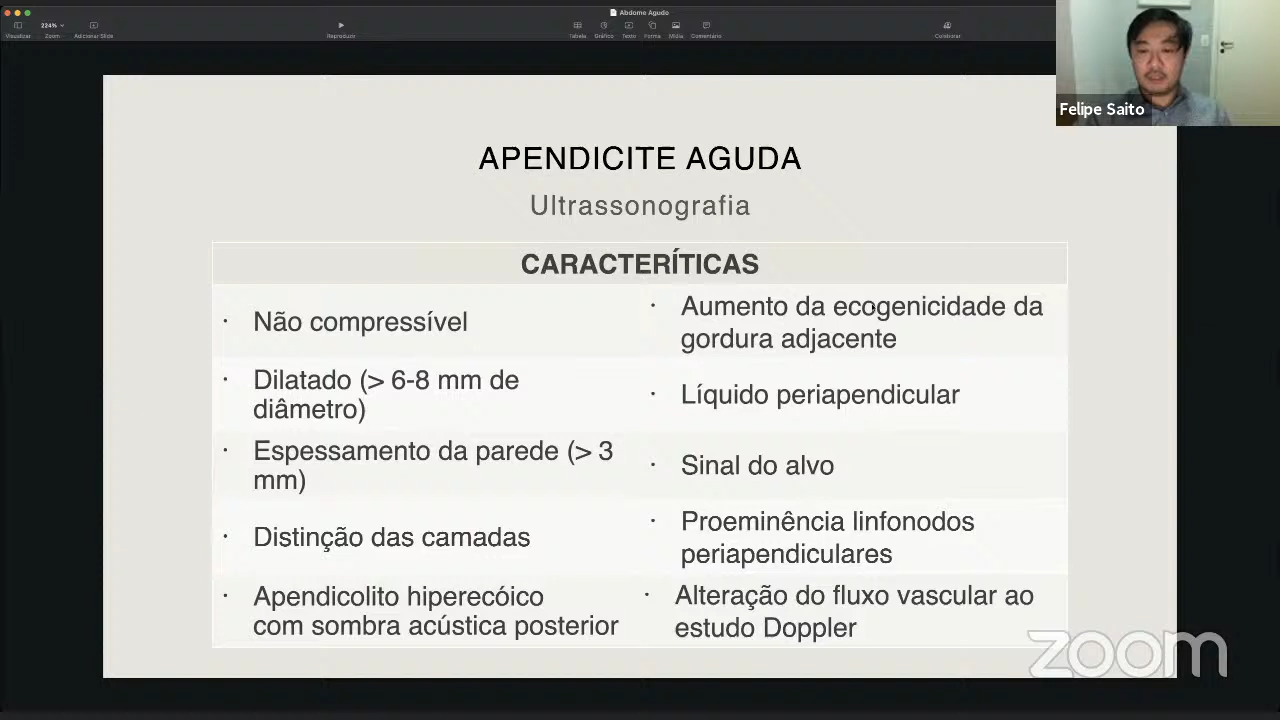 Abdome Agudo
224%
Visualizar
Zoom
Adicionar Slide
Reproduzir
Tabela
Gráfico
Texto
Forma
Mídia
Comentário
Colaborar
Felipe Saito
APENDICITE AGUDA
Ultrassonografia
CARACTERÍTICAS
· Não compressível
· Dilatado (> 6-8 mm de
diâmetro)
· Espessamento da parede (> 3
mm)
· Distinção das camadas
· Apendicolito hiperecóico
com sombra acústica posterior
· Aumento da ecogenicidade da
gordura adjacente
· Líquido periapendicular
· Sinal do alvo
· Proeminência linfonodos
periapendiculares
· Alteração do fluxo vascular ao
estudo Doppler
zoom